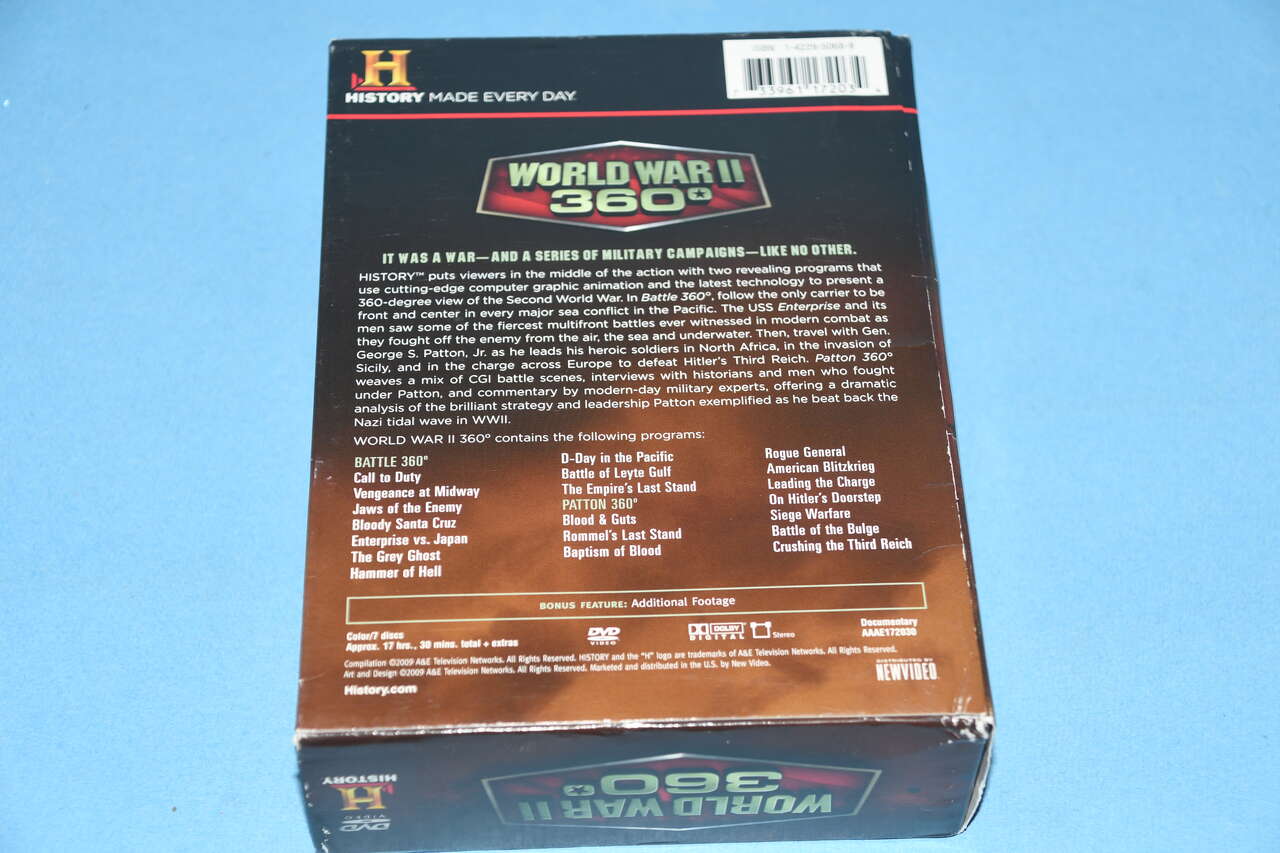 H
HISTORY MADE EVERY DAY.
ISBN 1-4229-5068-9
33961 17203
WORLD WAR II
360°
IT WAS A WAR—AND A SERIES OF MILITARY CAMPAIGNS—LIKE NO OTHER.
HISTORY™ puts viewers in the middle of the action with two revealing programs that
use cutting-edge computer graphic animation and the latest technology to present a
360-degree view of the Second World War. In Battle 360°, follow the only carrier to be
front and center in every major sea conflict in the Pacific. The USS Enterprise and its
men saw some of the fiercest multifront battles ever witnessed in modern combat as
they fought off the enemy from the air, the sea and underwater. Then, travel with Gen.
George S. Patton, Jr. as he leads his heroic soldiers in North Africa, in the invasion of
Sicily, and in the charge across Europe to defeat Hitler's Third Reich. Patton 360°
weaves a mix of CGI battle scenes, interviews with historians and men who fought
under Patton, and commentary by modern-day military experts, offering a dramatic
analysis of the brilliant strategy and leadership Patton exemplified as he beat back the
Nazi tidal wave in WWII.
WORLD WAR II 360° contains the following programs:
BATTLE 360°
Call to Duty
Vengeance at Midway
Jaws of the Enemy
Bloody Santa Cruz
Enterprise vs. Japan
The Grey Ghost
Hammer of Hell
D-Day in the Pacific
Battle of Leyte Gulf
The Empire's Last Stand
PATTON 360°
Blood & Guts
Rommel's Last Stand
Baptism of Blood
Rogue General
American Blitzkrieg
Leading the Charge
On Hitler's Doorstep
Siege Warfare
Battle of the Bulge
Crushing the Third Reich
BONUS FEATURE: Additional Footage
Color/7 discs
Approx. 17 hrs., 30 mins. total + extras
DVD
VIDEO
DOLBY
DIGITAL
Stereo
Documentary
AAAE172030
Compilation ©2009 A&E Television Networks. All Rights Reserved. HISTORY and the "H" logo are trademarks of A&E Television Networks. All Rights Reserved.
Art and Design ©2009 A&E Television Networks. All Rights Reserved. Marketed and distributed in the U.S. by New Video.
DISTRIBUTED BY
NEWVIDEO
History.com
WORLD WAR II
360°
HISTORY
H
DVD
VIDEO